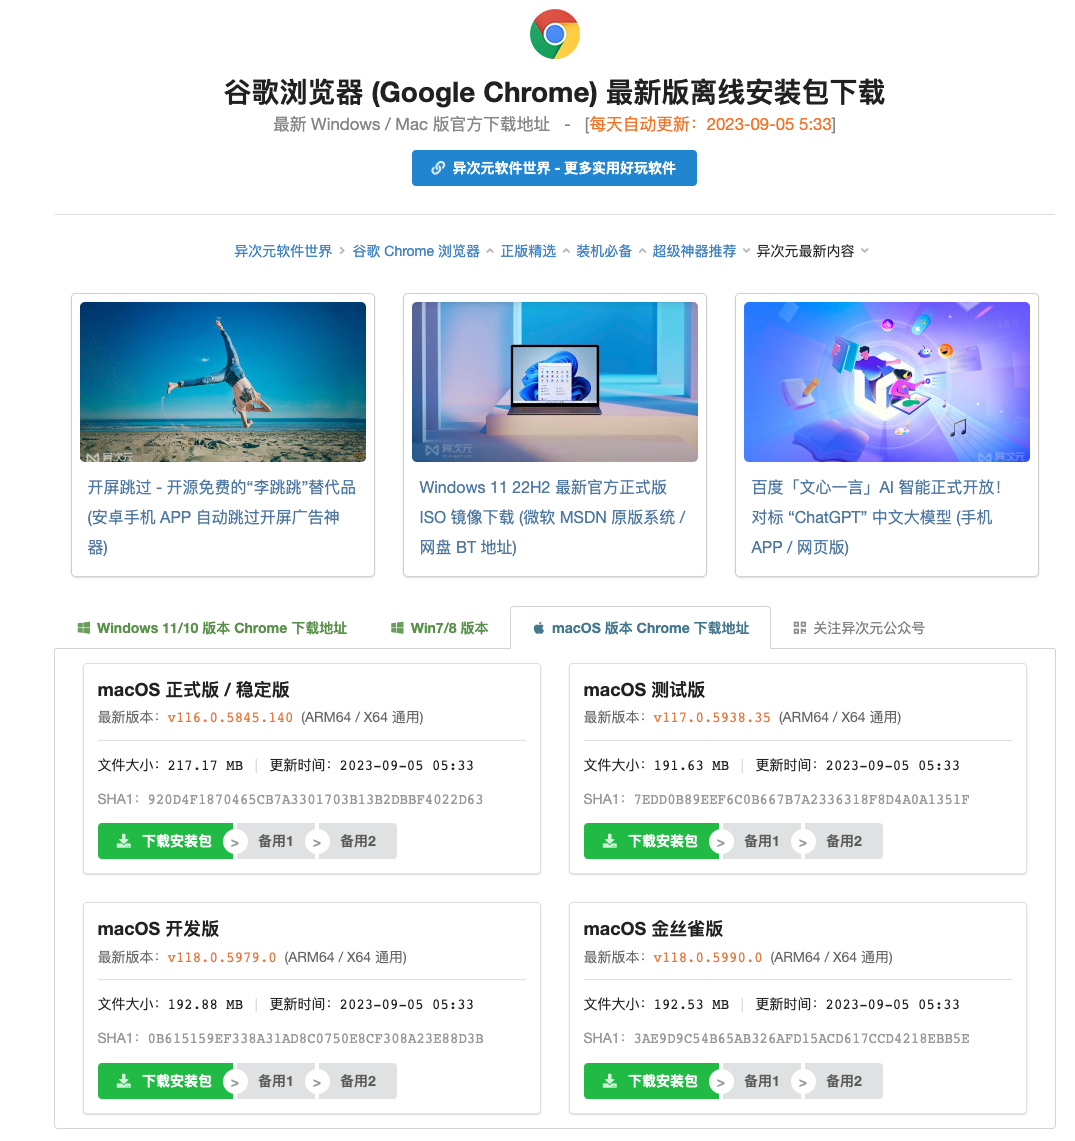 谷歌浏览器 (Google Chrome) 最新版离线安装包下载
最新 Windows / Mac 版官方下载地址 - [每天自动更新：2023-09-05 5:33]
异次元软件世界 - 更多实用好玩软件
异次元软件世界 › 谷歌 Chrome 浏览器 正版精选 装机必备 超级神器推荐 异次元最新内容
异次元
异次元
异次元
开屏跳过 - 开源免费的“李跳跳”替代品
(安卓手机 APP 自动跳过开屏广告神
器)
Windows 11 22H2 最新官方正式版
ISO 镜像下载 (微软 MSDN 原版系统 /
网盘 BT 地址)
百度「文心一言」AI 智能正式开放！
对标 “ChatGPT” 中文大模型 (手机
APP / 网页版)
Windows 11/10 版本 Chrome 下载地址 Win7/8 版本 macOS 版本 Chrome 下载地址 关注异次元公众号
macOS 正式版 / 稳定版
最新版本：v116.0.5845.140 (ARM64 / X64 通用)
文件大小：217.17 MB | 更新时间：2023-09-05 05:33
SHA1：920D4F1870465CB7A3301703B13B2DBBF4022D63
下载安装包 > 备用1 > 备用2
macOS 测试版
最新版本：v117.0.5938.35 (ARM64 / X64 通用)
文件大小：191.63 MB | 更新时间：2023-09-05 05:33
SHA1：7EDD0B89EEF6C0B667B7A2336318F8D4A0A1351F
下载安装包 > 备用1 > 备用2
macOS 开发版
最新版本：v118.0.5979.0 (ARM64 / X64 通用)
文件大小：192.88 MB | 更新时间：2023-09-05 05:33
SHA1：0B615159EF338A31AD8C0750E8CF308A23E88D3B
下载安装包 > 备用1 > 备用2
macOS 金丝雀版
最新版本：v118.0.5990.0 (ARM64 / X64 通用)
文件大小：192.53 MB | 更新时间：2023-09-05 05:33
SHA1：3AE9D9C54B65AB326AFD15ACD617CCD4218EBB5E
下载安装包 > 备用1 > 备用2